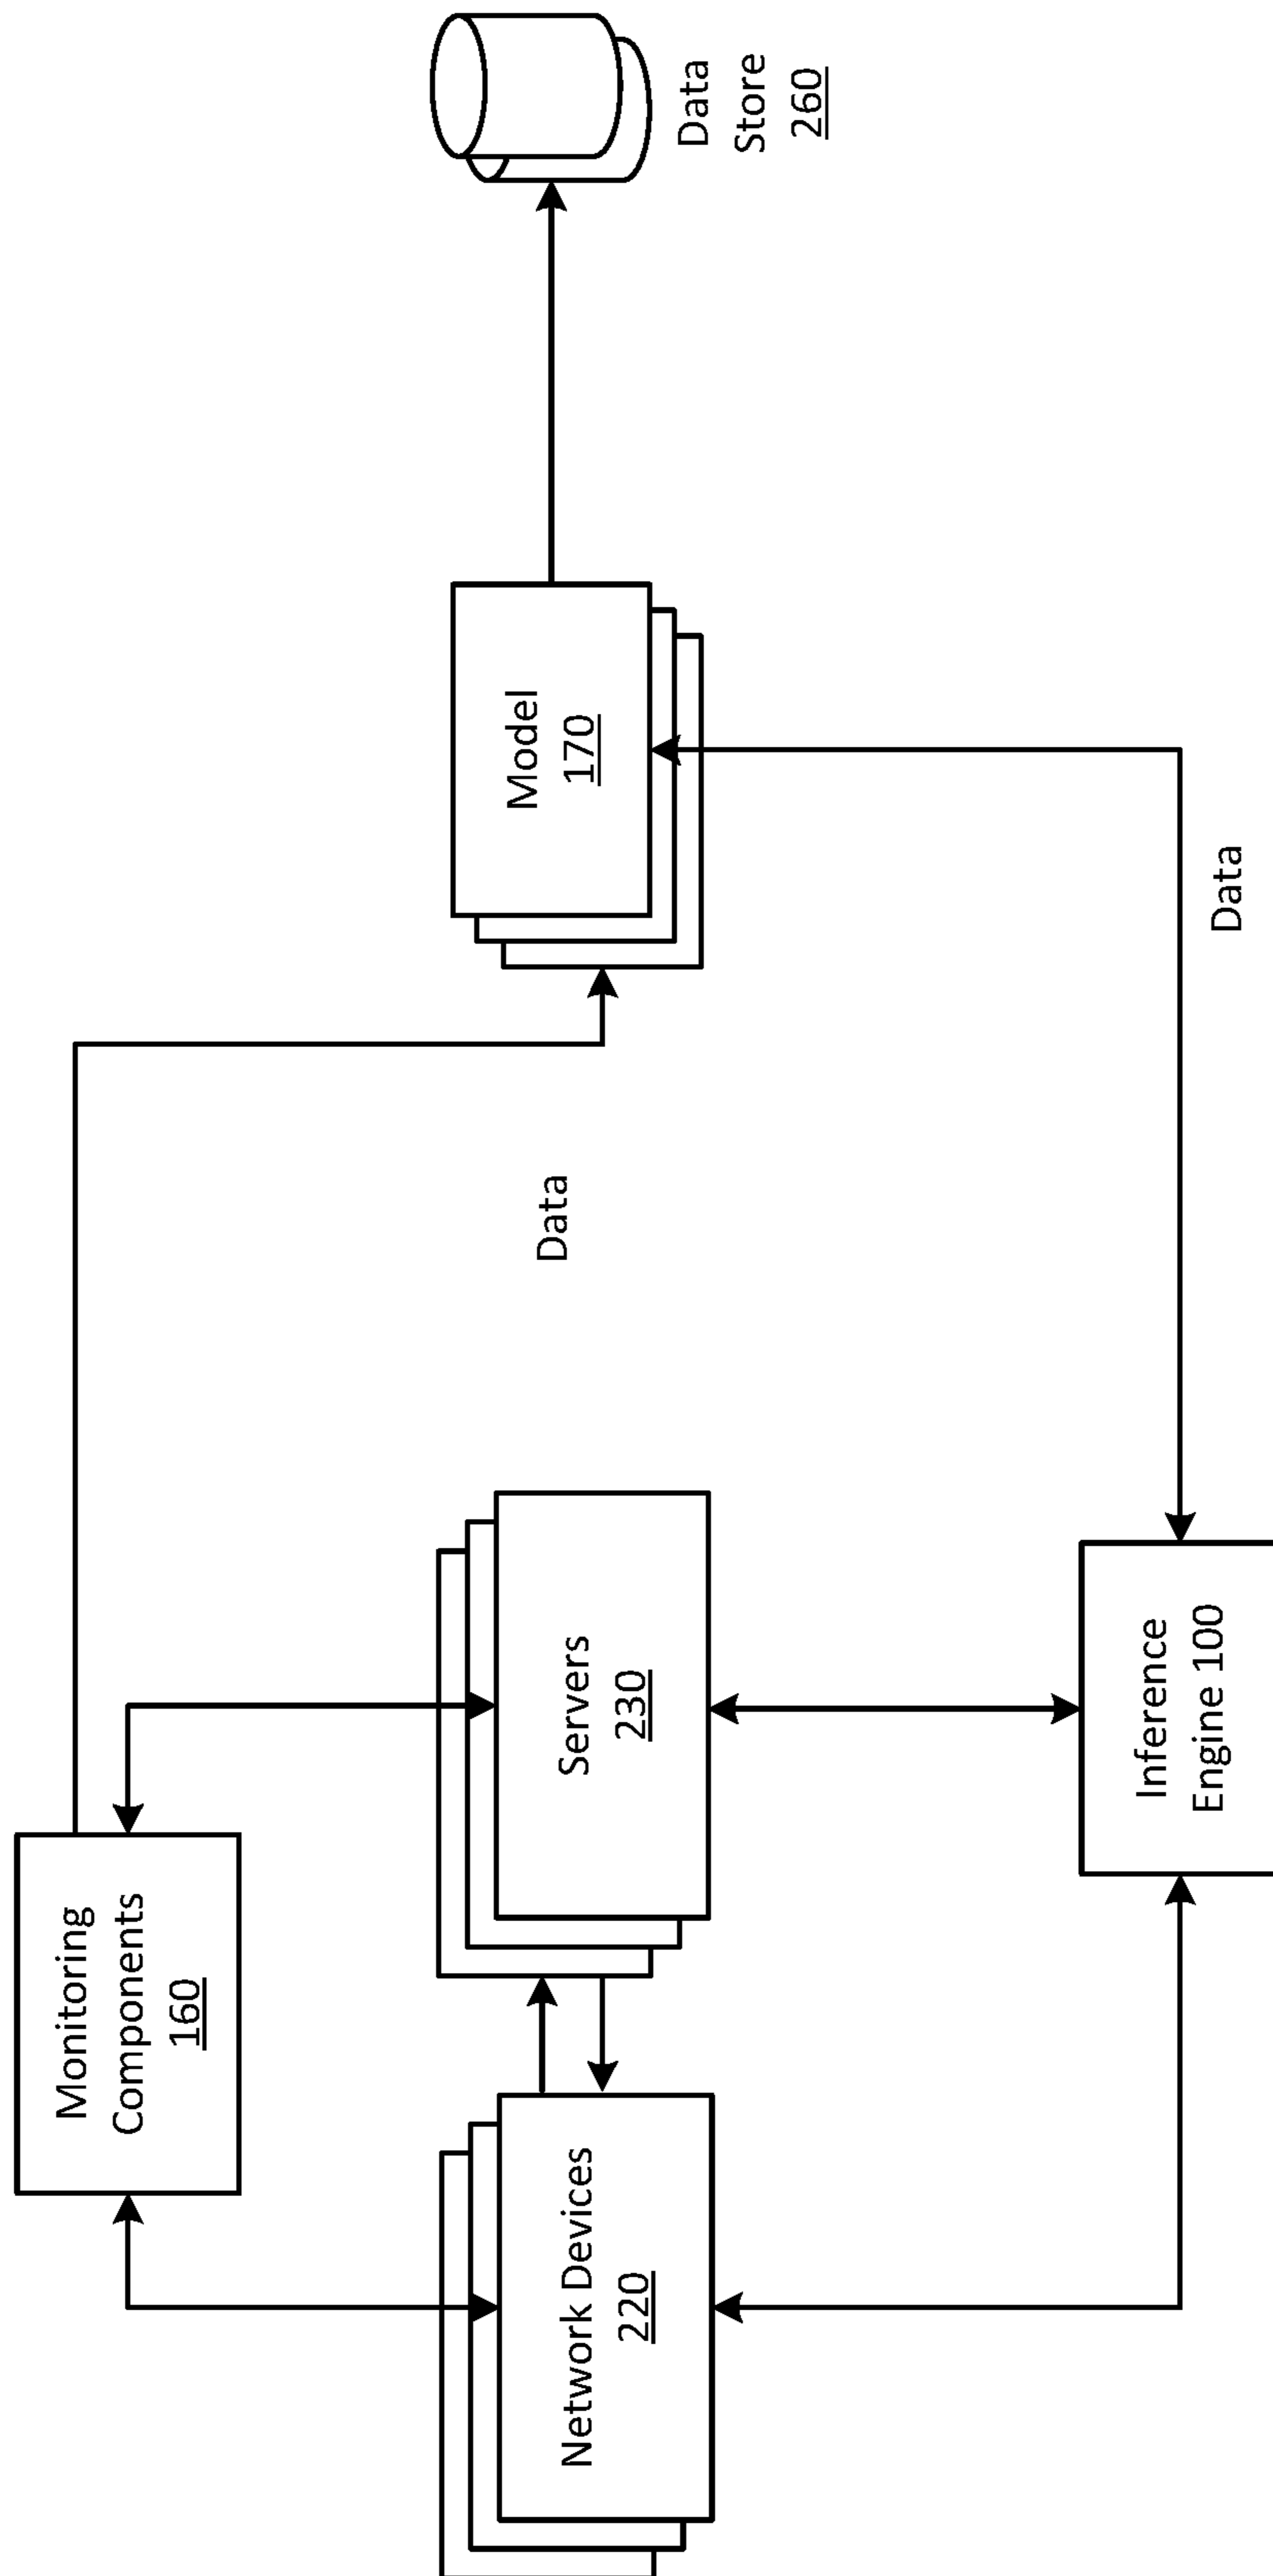 Monitoring
Components
160
Network Devices
220
Servers
230
Data
Model
170
Data
Store
260
Inference
Engine 100
Data